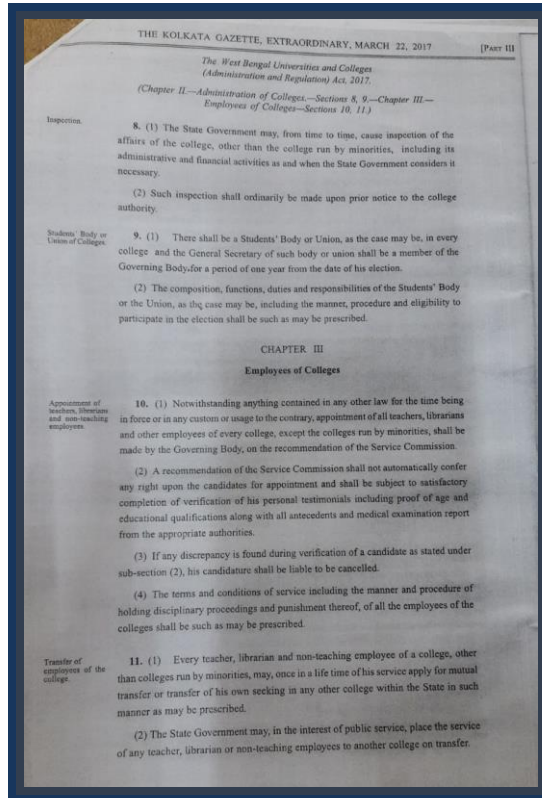 THE KOLKATA GAZETTE, EXTRAORDINARY, MARCH 22, 2017 [PART III
The West Bengal Universities and Colleges
(Administration and Regulation) Act, 2017.
(Chapter II.—Administration of Colleges.—Sections 8, 9.—Chapter III.—
Employees of Colleges—Sections 10, 11.)
Inspection.
8. (1) The State Government may, from time to time, cause inspection of the
affairs of the college, other than the college run by minorities, including its
administrative and financial activities as and when the State Government considers it
necessary.
(2) Such inspection shall ordinarily be made upon prior notice to the college
authority.
Students' Body or
Union of Colleges.
9. (1) There shall be a Students' Body or Union, as the case may be, in every
college and the General Secretary of such body or union shall be a member of the
Governing Body for a period of one year from the date of his election.
(2) The composition, functions, duties and responsibilities of the Students' Body
or the Union, as the case may be, including the manner, procedure and eligibility to
participate in the election shall be such as may be prescribed.
CHAPTER III
Employees of Colleges
Appointment of
teachers, librarians
and non-teaching
employees
10. (1) Notwithstanding anything contained in any other law for the time being
in force or in any custom or usage to the contrary, appointment of all teachers, librarians
and other employees of every college, except the colleges run by minorities, shall be
made by the Governing Body, on the recommendation of the Service Commission.
(2) A recommendation of the Service Commission shall not automatically confer
any right upon the candidates for appointment and shall be subject to satisfactory
completion of verification of his personal testimonials including proof of age and
educational qualifications along with all antecedents and medical examination report
from the appropriate authorities.
(3) If any discrepancy is found during verification of a candidate as stated under
sub-section (2), his candidature shall be liable to be cancelled.
(4) The terms and conditions of service including the manner and procedure of
holding disciplinary proceedings and punishment thereof, of all the employees of the
colleges shall be such as may be prescribed.
Transfer of
employees of the
college.
11. (1) Every teacher, librarian and non-teaching employee of a college, other
than colleges run by minorities, may, once in a life time of his service apply for mutual
transfer or transfer of his own seeking in any other college within the State in such
manner as may be prescribed.
(2) The State Government may, in the interest of public service, place the service
of any teacher, librarian or non-teaching employees to another college on transfer.